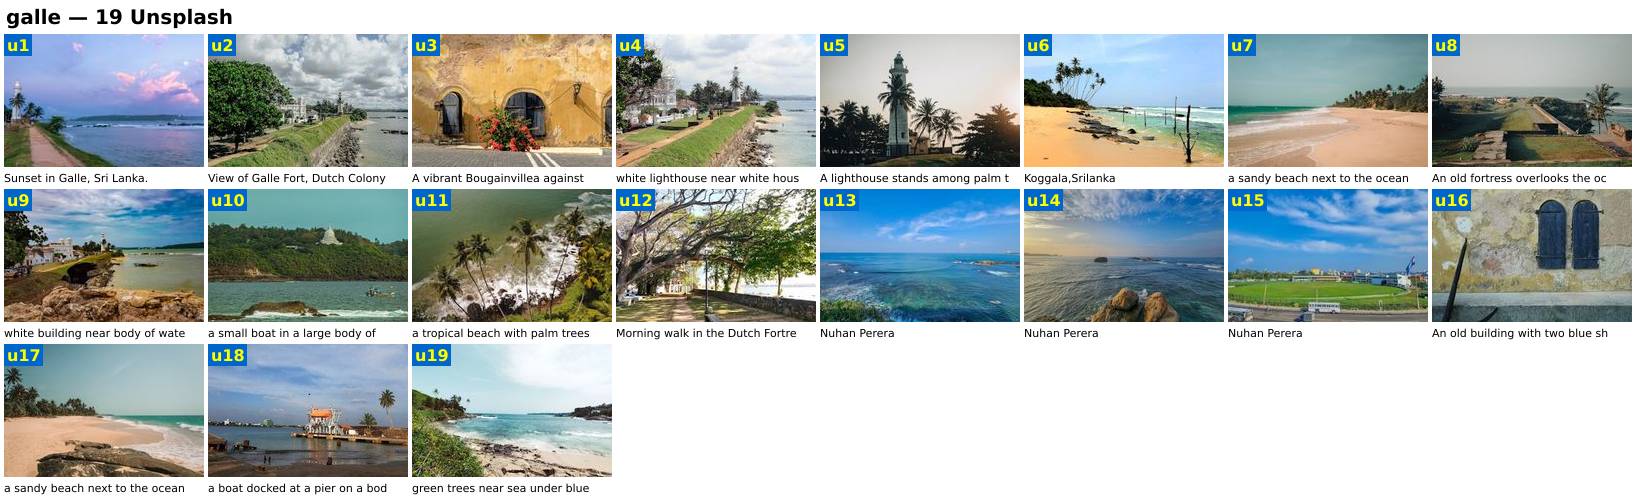 galle — 19 Unsplash
u1
u2
u3
u4
u5
u6
u7
u8
Sunset in Galle, Sri Lanka.
View of Galle Fort, Dutch Colony
A vibrant Bougainvillea against
white lighthouse near white hous
A lighthouse stands among palm t
Koggala,Srilanka
a sandy beach next to the ocean
An old fortress overlooks the oc
u9
u10
u11
u12
u13
u14
u15
u16
white building near body of wate
a small boat in a large body of
a tropical beach with palm trees
Morning walk in the Dutch Fortre
Nuhan Perera
Nuhan Perera
Nuhan Perera
An old building with two blue sh
u17
u18
u19
a sandy beach next to the ocean
a boat docked at a pier on a bod
green trees near sea under blue